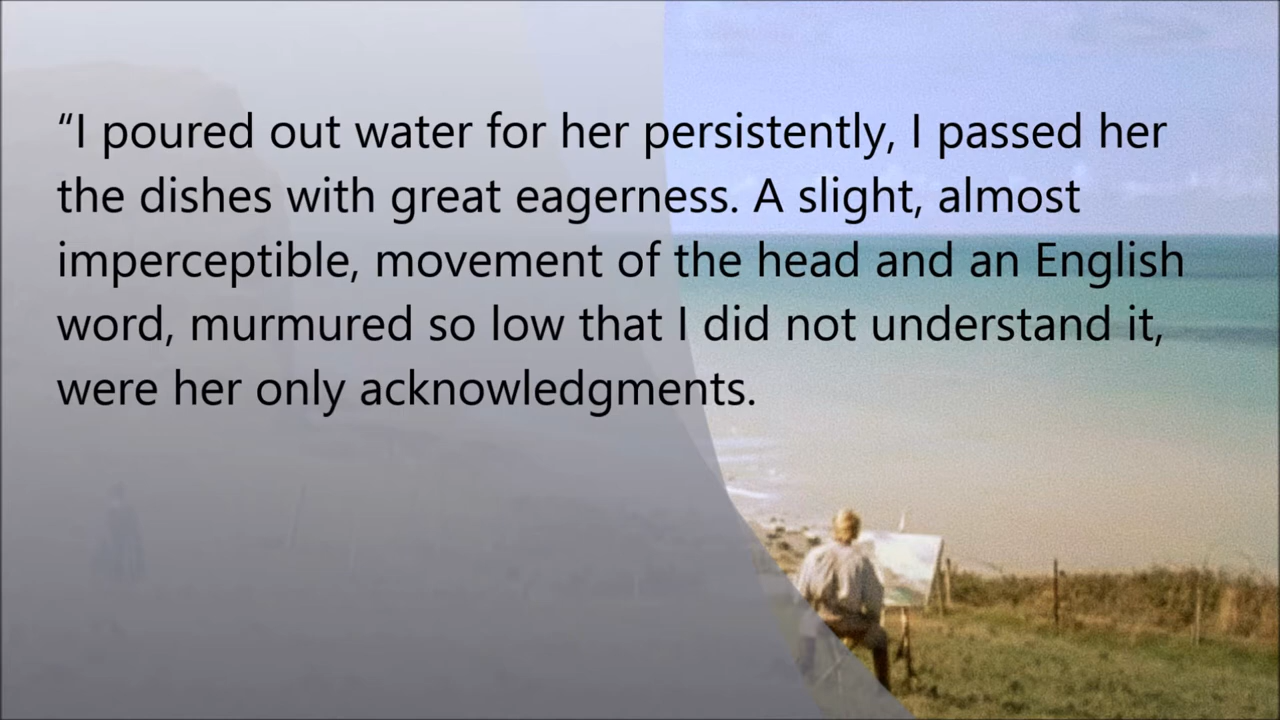 “I poured out water for her persistently, I passed her
the dishes with great eagerness. A slight, almost
imperceptible, movement of the head and an English
word, murmured so low that I did not understand it,
were her only acknowledgments.